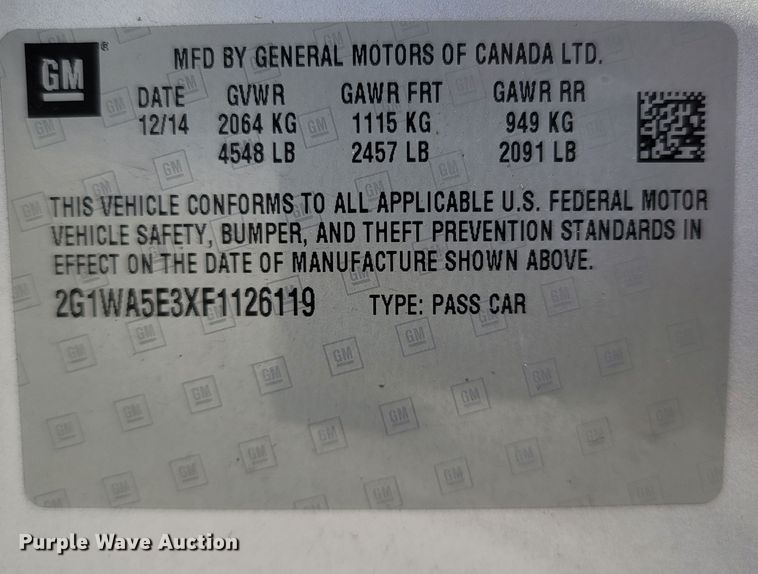 GM®
MFD BY GENERAL MOTORS OF CANADA LTD.
DATE GVWR GAWR FRT GAWR RR
12/14 2064 KG 1115 KG 949 KG
4548 LB 2457 LB 2091 LB
THIS VEHICLE CONFORMS TO ALL APPLICABLE U.S. FEDERAL MOTOR
VEHICLE SAFETY, BUMPER, AND THEFT PREVENTION STANDARDS IN
EFFECT ON THE DATE OF MANUFACTURE SHOWN ABOVE.
2G1WA5E3XF1126119 TYPE: PASS CAR
Purple Wave Auction